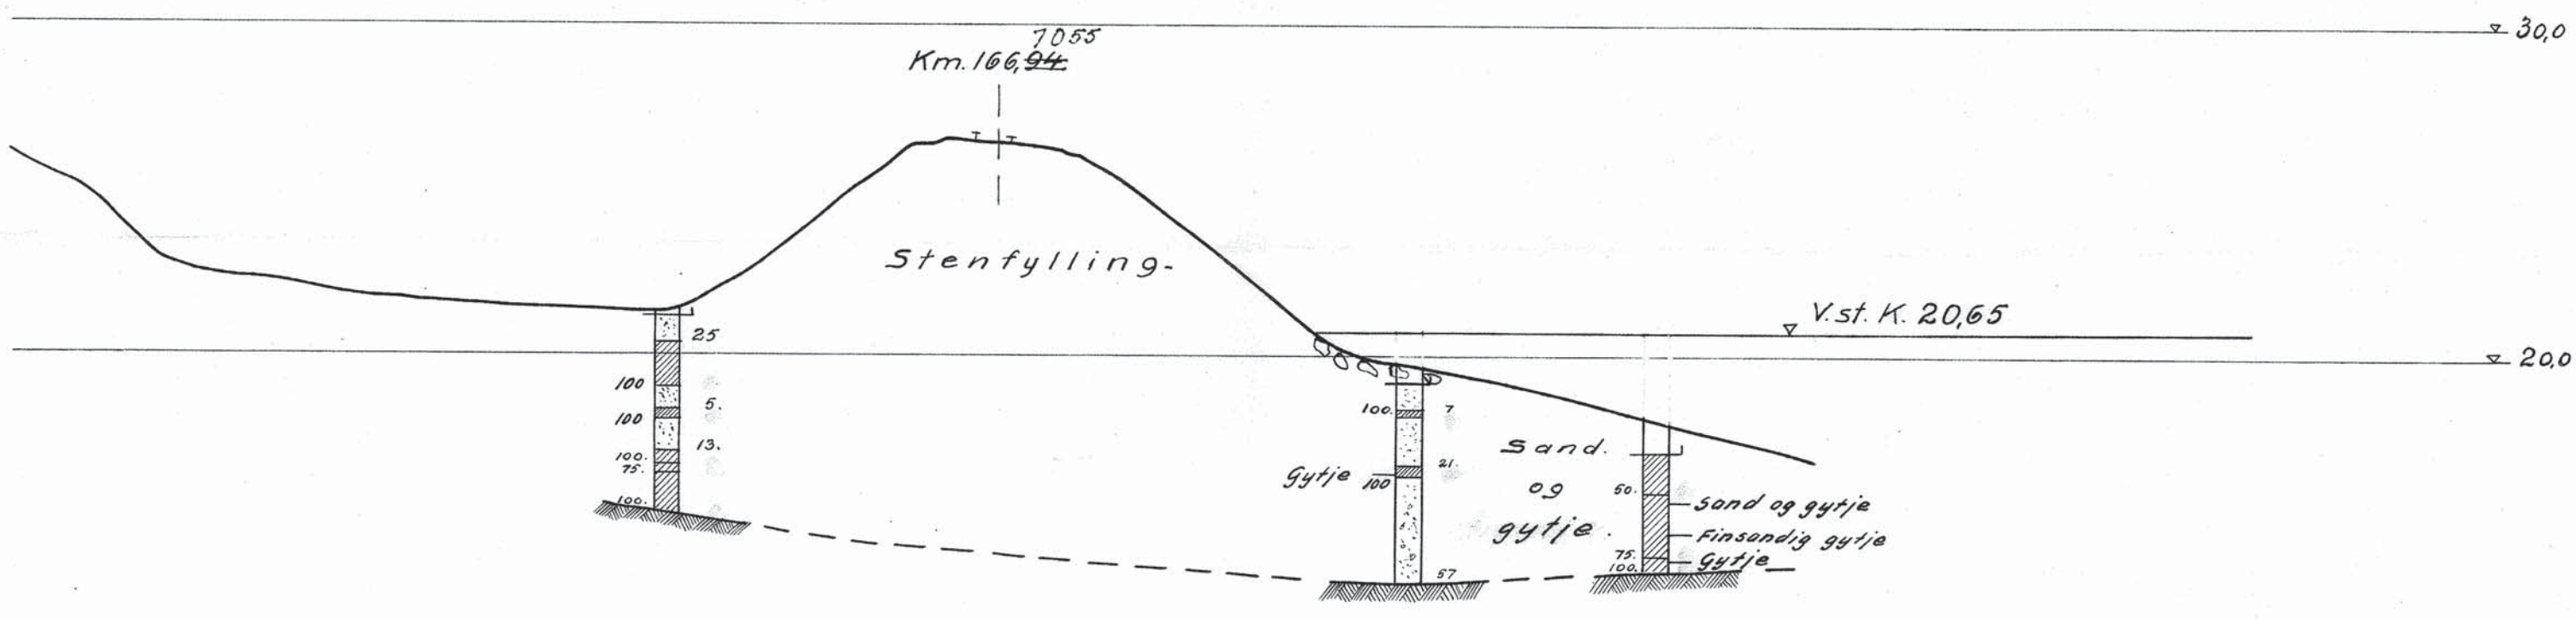 30,0
7055
Km. 166,94
Stenfylling-
V.st. K. 20,65
20,0
25
100
5.
100
13.
100.
75.
100.
100. 7
21.
Gytje 100
57
Sand.
og
gytje.
50.
Sand og gytje
Finsandig gytje
75.
Gytje
100.